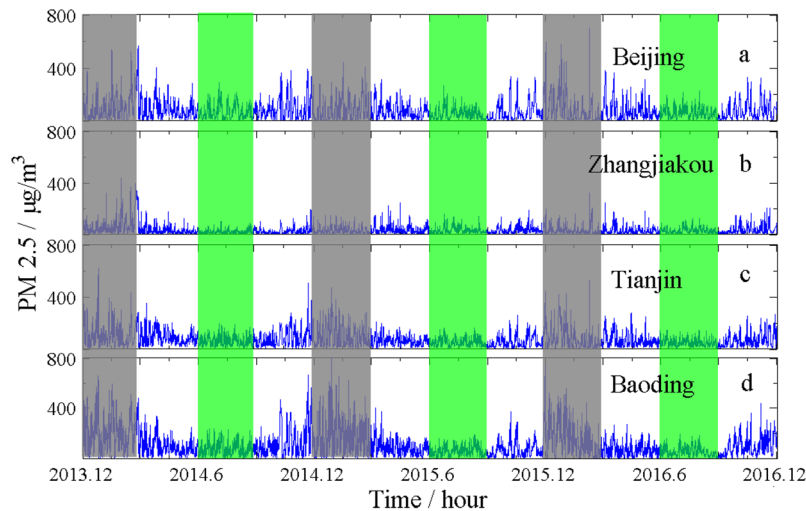 800
400
Beijing a
800
400
Zhangjiakou b
800
400
Tianjin c
800
400
Baoding d
PM 2.5 / μg/m³
2013.12 2014.6 2014.12 2015.6 2015.12 2016.6 2016.12
Time / hour